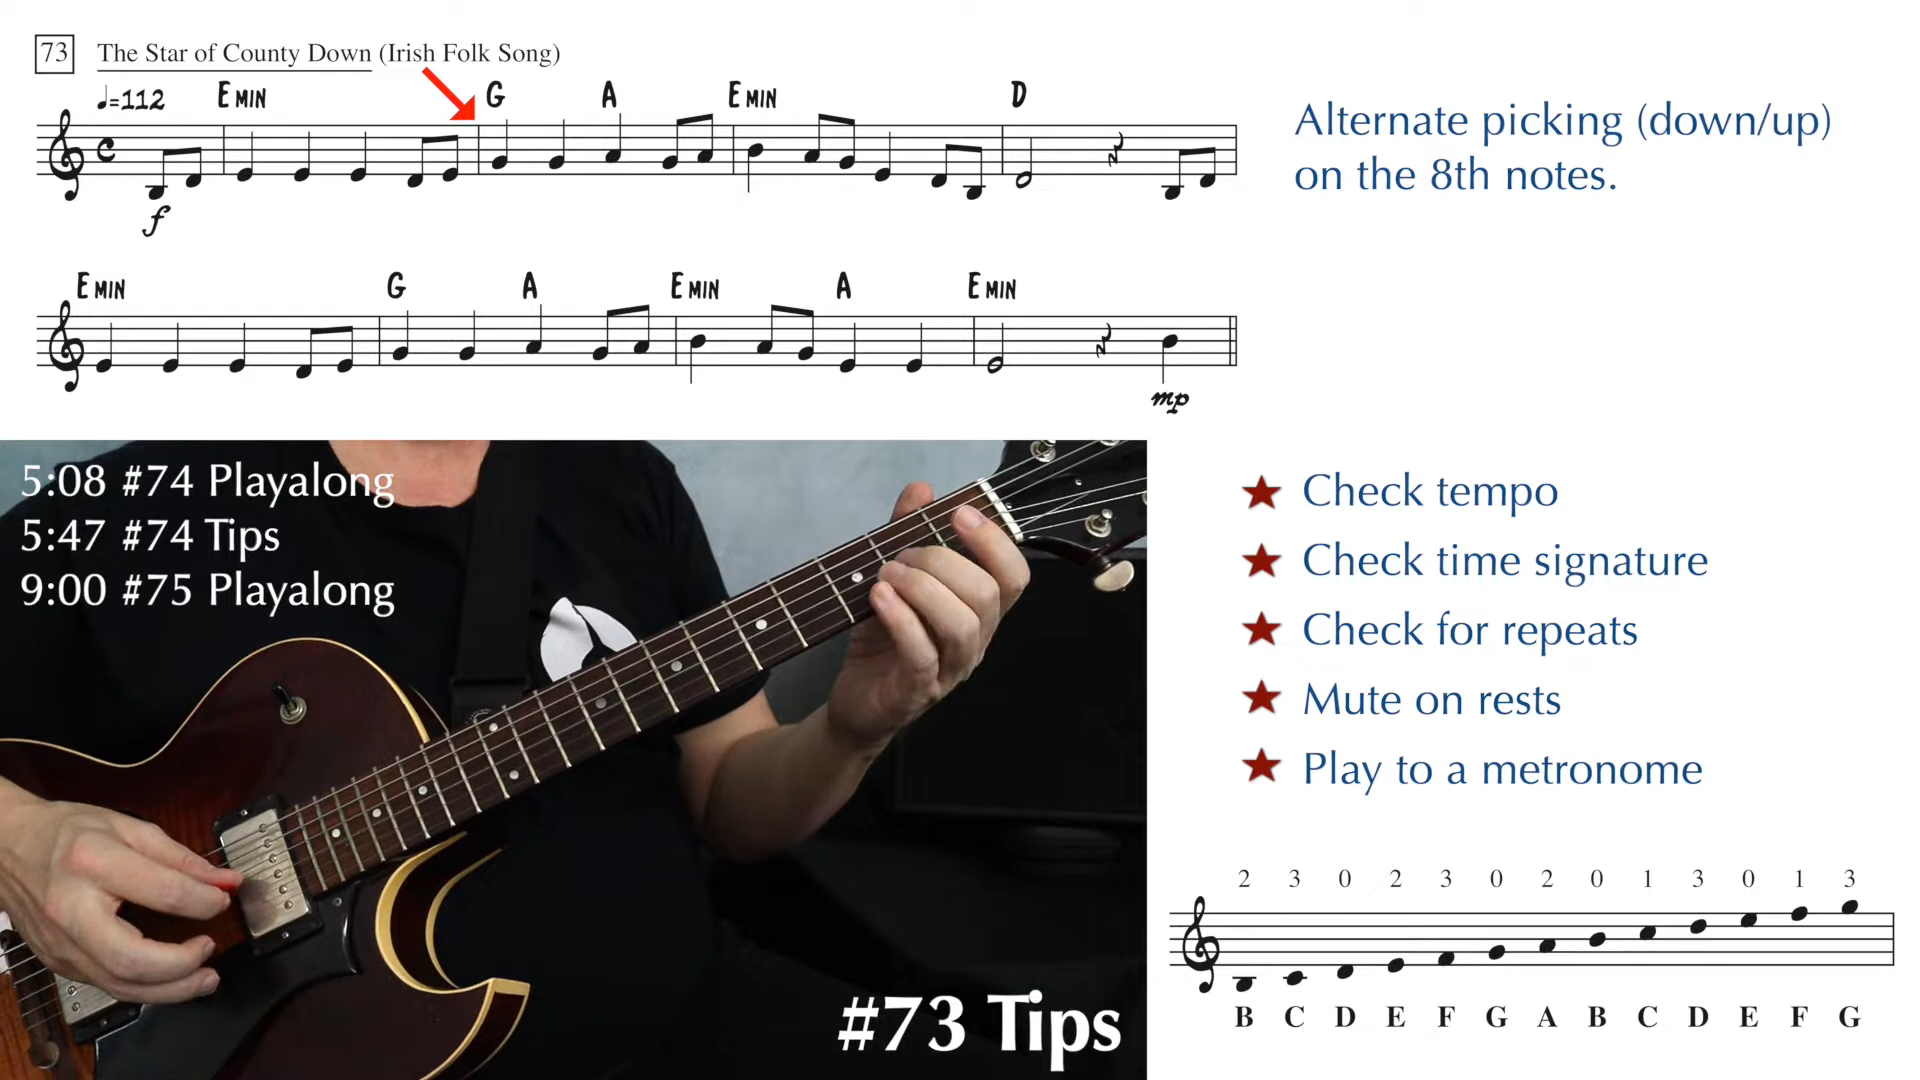 73 The Star of County Down (Irish Folk Song)
♩=112 E MIN G A E MIN D
f
E MIN G A E MIN A E MIN
mp
Alternate picking (down/up)
on the 8th notes.
5:08 #74 Playalong
5:47 #74 Tips
9:00 #75 Playalong
#73 Tips
★ Check tempo
★ Check time signature
★ Check for repeats
★ Mute on rests
★ Play to a metronome
2 3 0 2 3 0 2 0 1 3 0 1 3
B C D E F G A B C D E F G